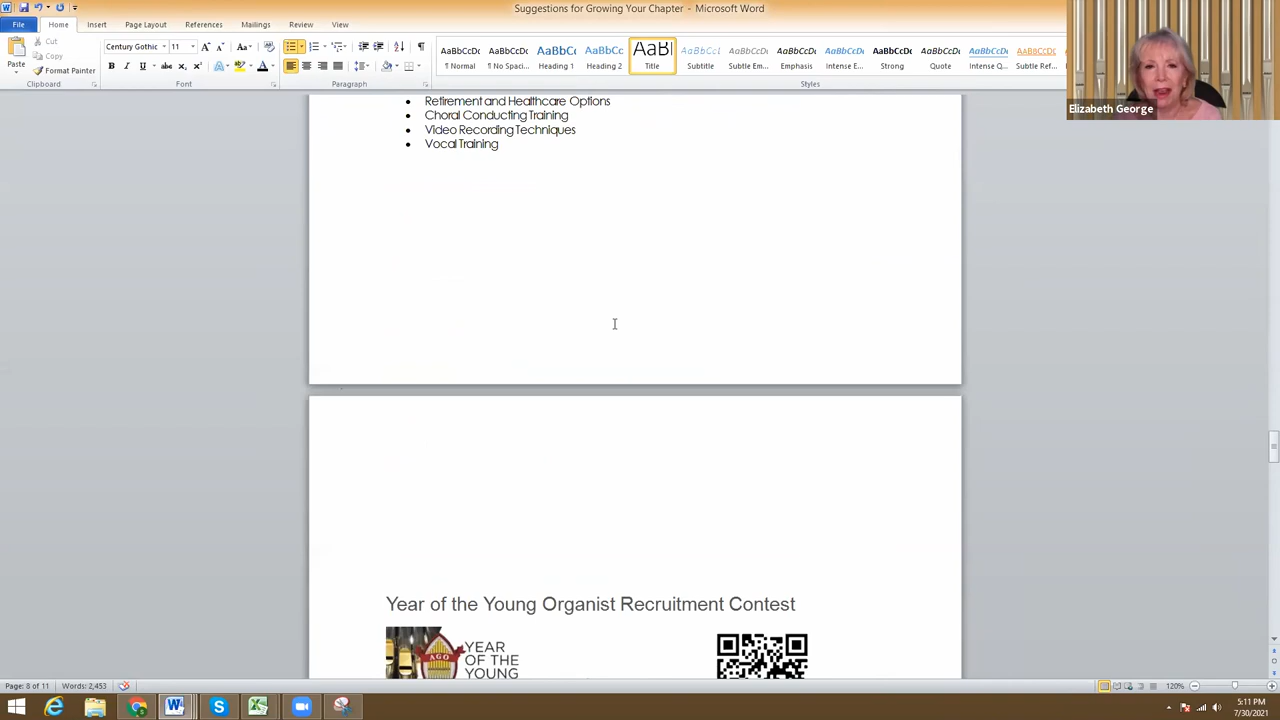 Suggestions for Growing Your Chapter - Microsoft Word
File Home Insert Page Layout References Mailings Review View
Cut
Copy
Format Painter
Paste
Century Gothic 11
AaBbCcDc AaBbCcDc AaBbCc AaBbCc AaBl AaBbCcDc AaBbCcDc AaBbCcDc AaBbCcDc AaBbCcDc AaBbCcDc AaBbCcDc AaBbCcDc
¶ Normal ¶ No Spaci... Heading 1 Heading 2 Title Subtitle Subtle Em... Emphasis Intense E... Strong Quote Intense Q... Subtle Ref...
Clipboard Font Paragraph Styles
Elizabeth George
• Retirement and Healthcare Options
• Choral Conducting Training
• Video Recording Techniques
• Vocal Training
Year of the Young Organist Recruitment Contest
AGO
YEAR
OF THE
YOUNG
Page: 8 of 11 Words: 2,453
120%
5:11 PM
7/30/2021